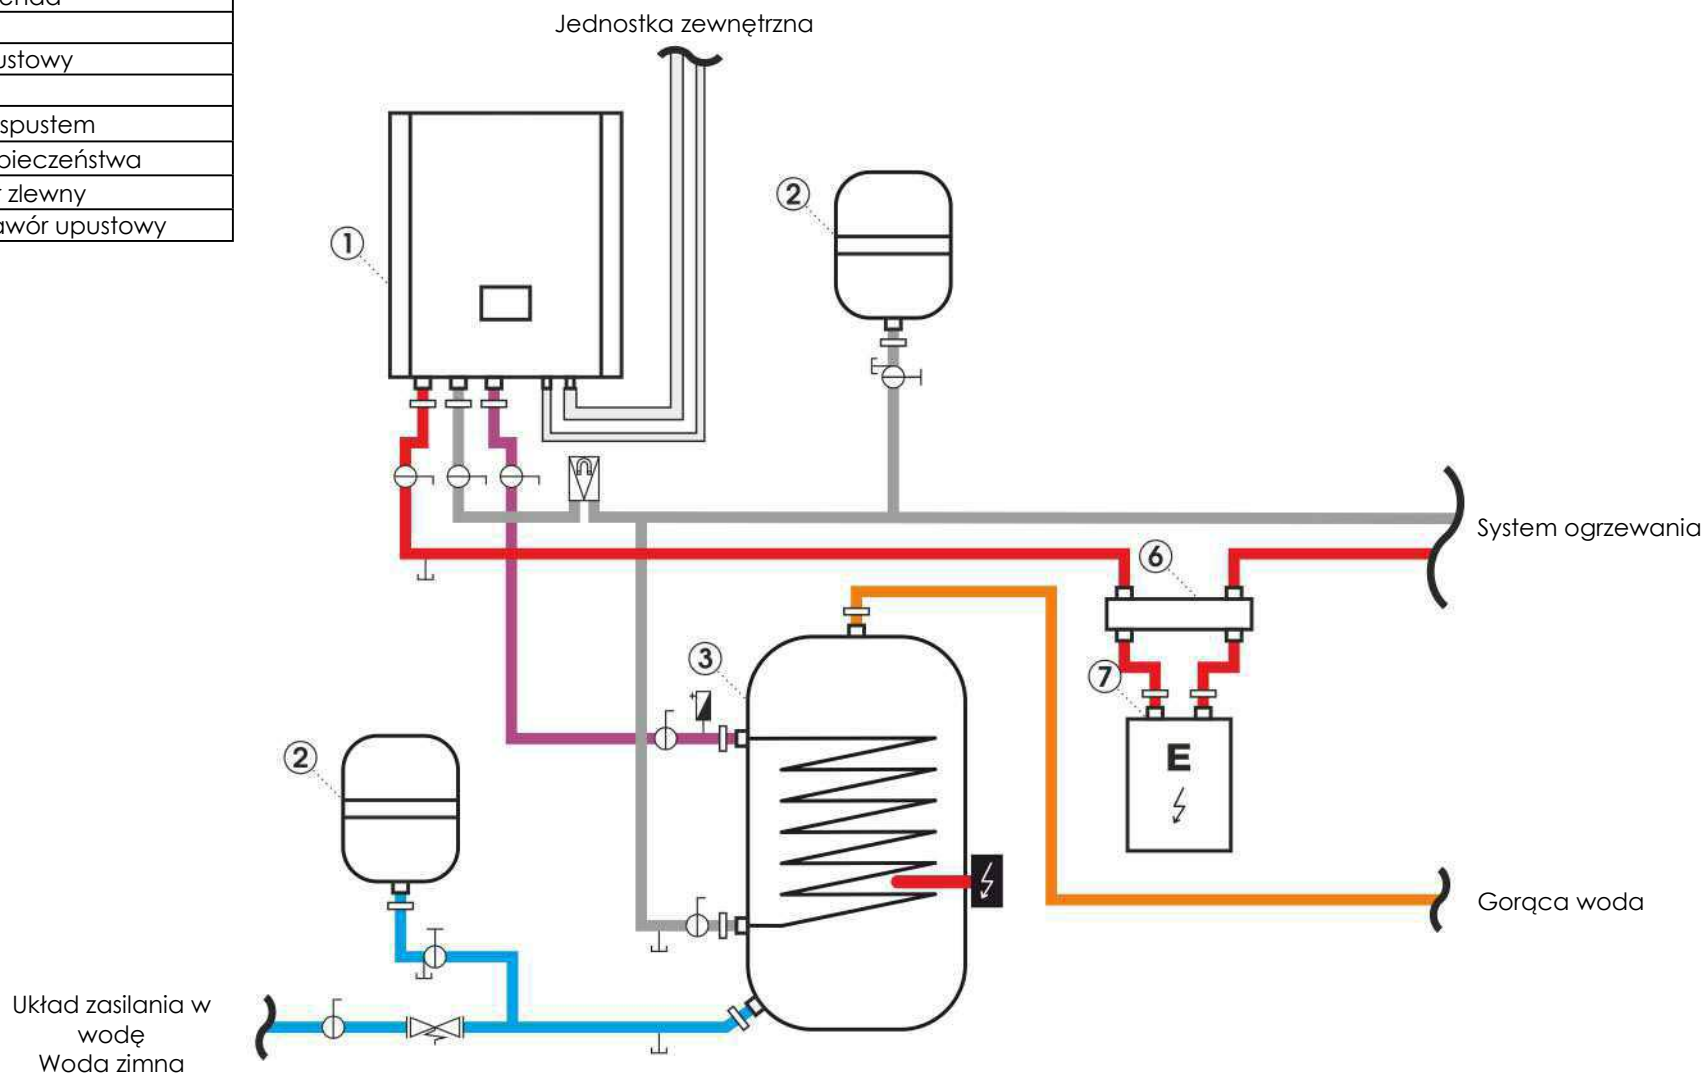 ustowy
spustem
pieczeństwa
zlewny
awór upustowy
Jednostka zewnętrzna
1
2
System ogrzewania
6
3
7
2
E
Gorąca woda
Układ zasilania w
wodę
Woda zimna